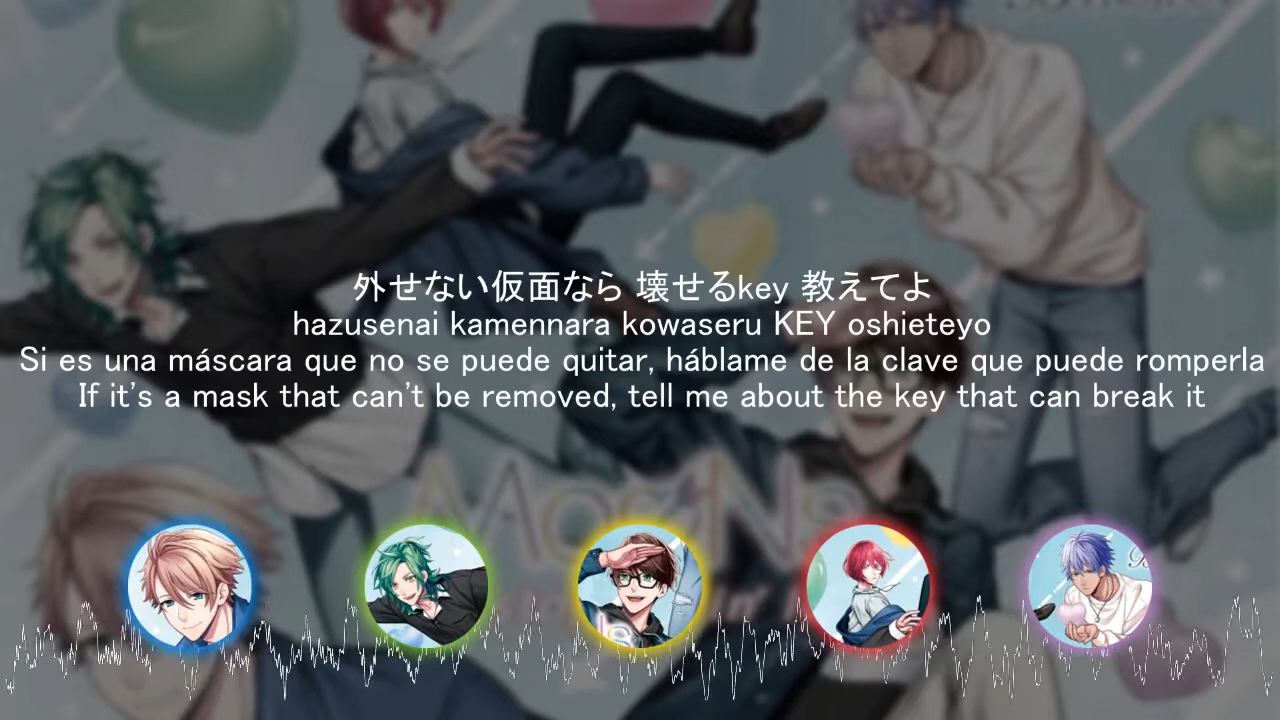 外せない仮面なら 壊せるkey 教えてよ
hazusenai kamennara kowaseru KEY oshieteyo
Si es una máscara que no se puede quitar, háblame de la clave que puede romperla
If it's a mask that can't be removed, tell me about the key that can break it